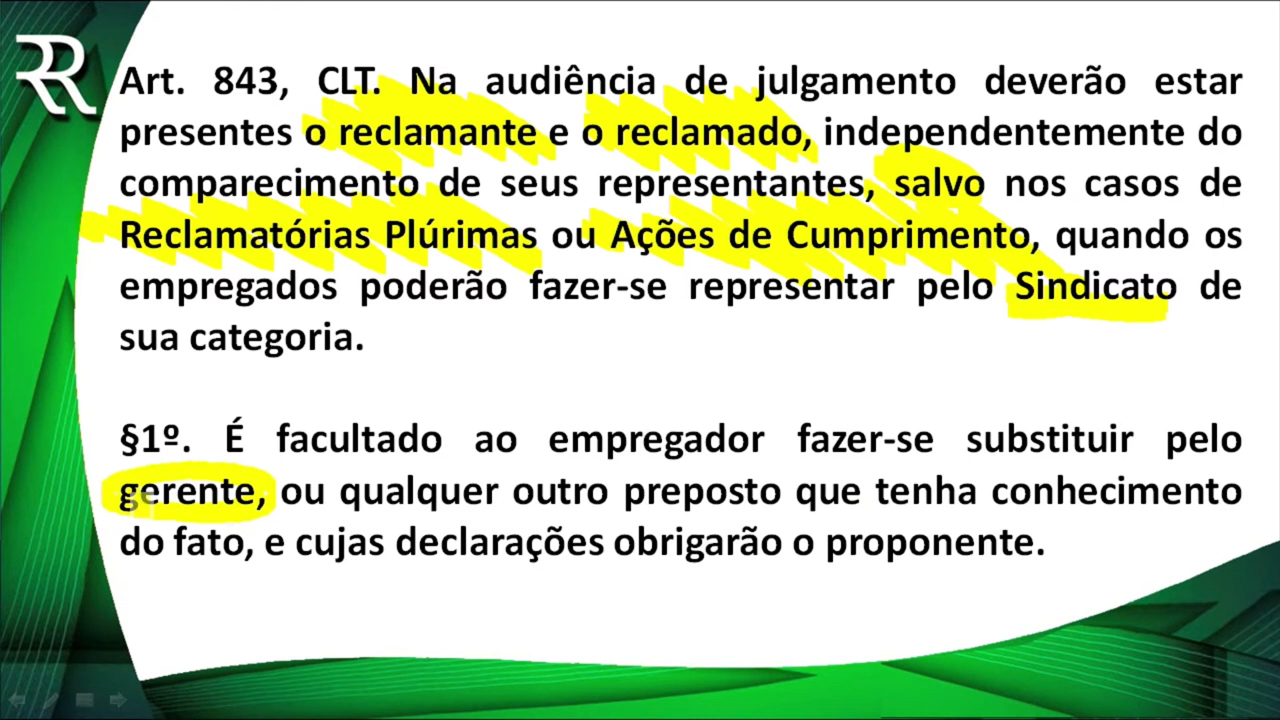 RR
Art. 843, CLT. Na audiência de julgamento deverão estar
presentes o reclamante e o reclamado, independentemente do
comparecimento de seus representantes, salvo nos casos de
Reclamatórias Plúrimas ou Ações de Cumprimento, quando os
empregados poderão fazer-se representar pelo Sindicato de
sua categoria.
§1º. É facultado ao empregador fazer-se substituir pelo
gerente, ou qualquer outro preposto que tenha conhecimento
do fato, e cujas declarações obrigarão o proponente.